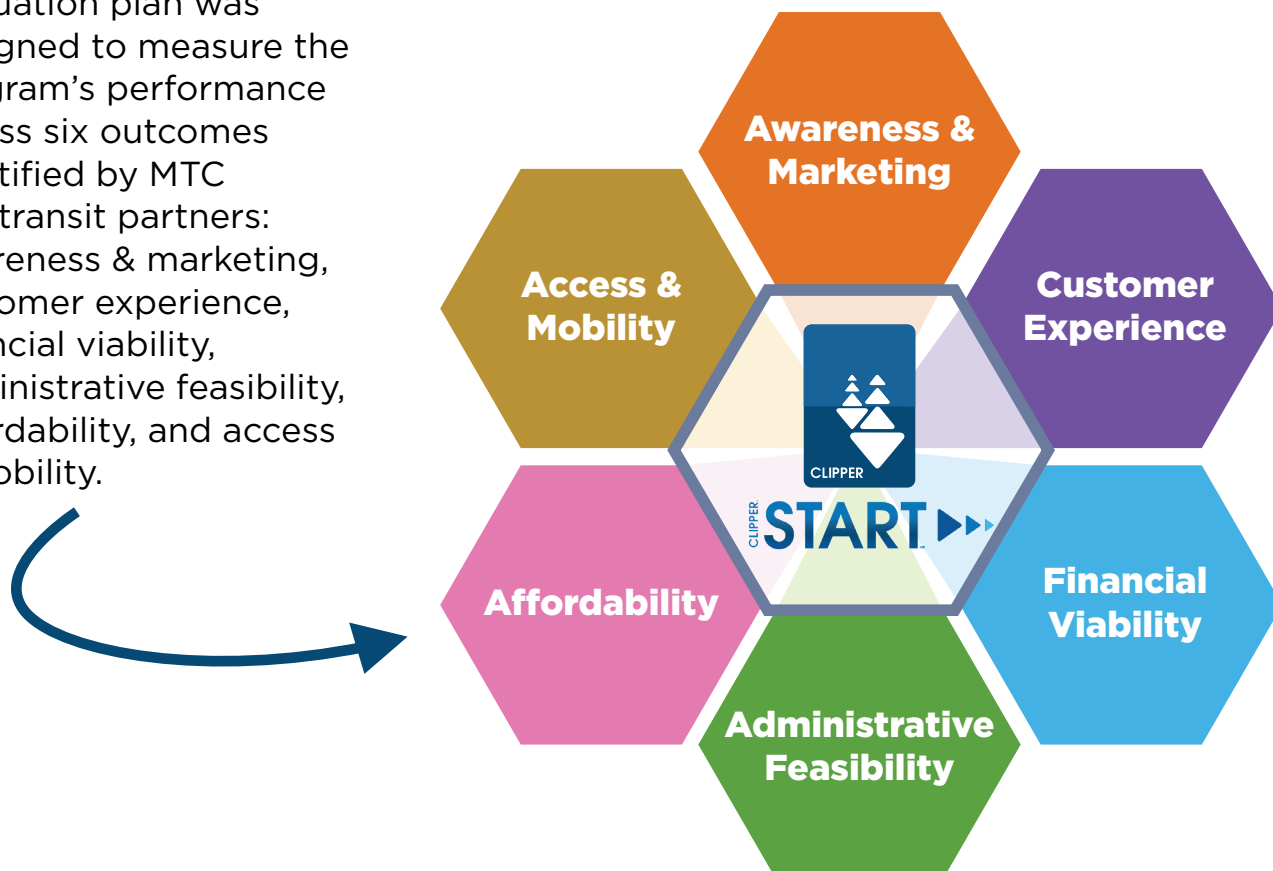 uation plan was
igned to measure the
gram's performance
ss six outcomes
tified by MTC
transit partners:
reness & marketing,
omer experience,
ncial viability,
inistrative feasibility,
rdability, and access
obility.
Awareness &
Marketing
Customer
Experience
Financial
Viability
Administrative
Feasibility
Affordability
Access &
Mobility
CLIPPER
CLIPPER
START